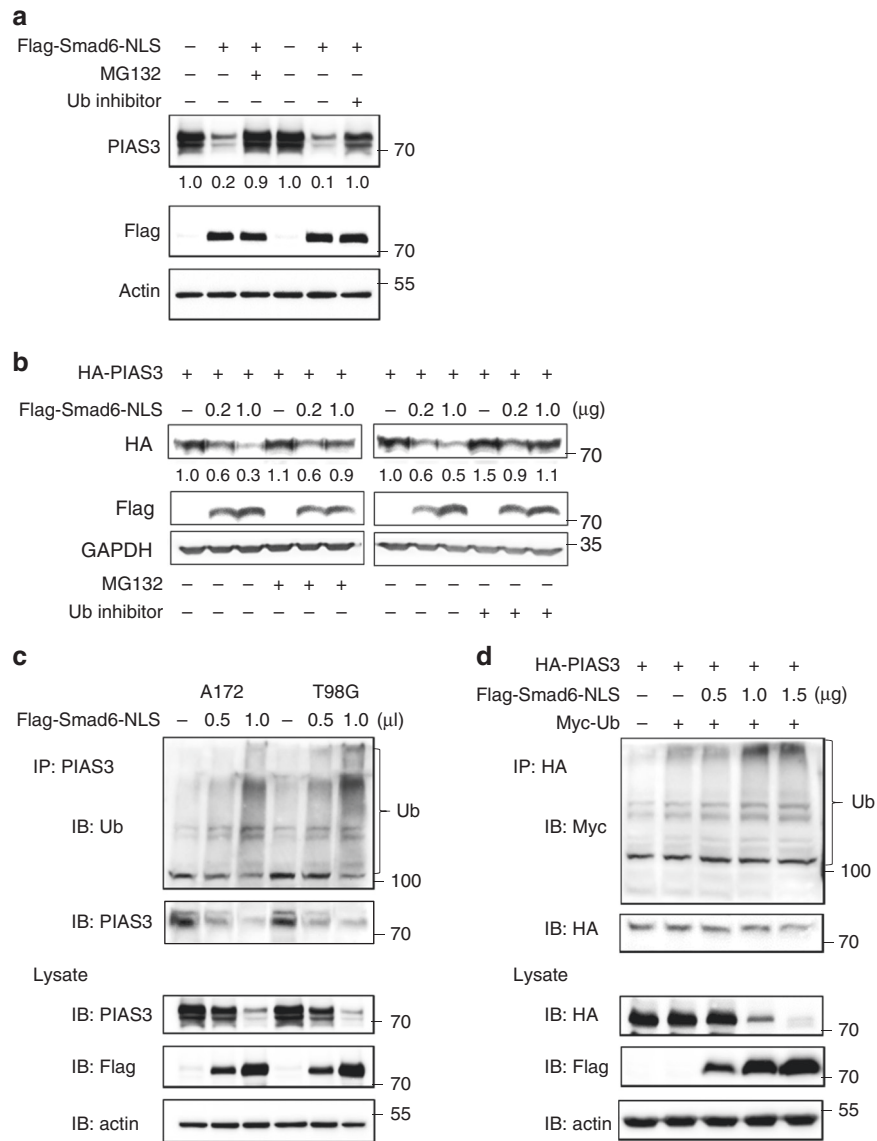 a
Flag-Smad6-NLS – + + – + +
MG132 – – + – – –
Ub inhibitor – – – – – +
PIAS3
70
1.0 0.2 0.9 1.0 0.1 1.0
Flag
70
Actin
55
b
HA-PIAS3 + + + + + + + + + + + +
Flag-Smad6-NLS – 0.2 1.0 – 0.2 1.0 – 0.2 1.0 – 0.2 1.0 (μg)
HA
70
1.0 0.6 0.3 1.1 0.6 0.9 1.0 0.6 0.5 1.5 0.9 1.1
Flag
70
GAPDH
35
MG132 – – – + + + – – – – – –
Ub inhibitor – – – – – – – – – + + +
c
A172 T98G
Flag-Smad6-NLS – 0.5 1.0 – 0.5 1.0 (μl)
IP: PIAS3
Ub
IB: Ub
100
IB: PIAS3
70
Lysate
IB: PIAS3
70
IB: Flag
70
IB: actin
55
d
HA-PIAS3 + + + + +
Flag-Smad6-NLS – – 0.5 1.0 1.5 (μg)
Myc-Ub – + + + +
IP: HA
Ub
IB: Myc
100
IB: HA
70
Lysate
IB: HA
70
IB: Flag
70
IB: actin
55